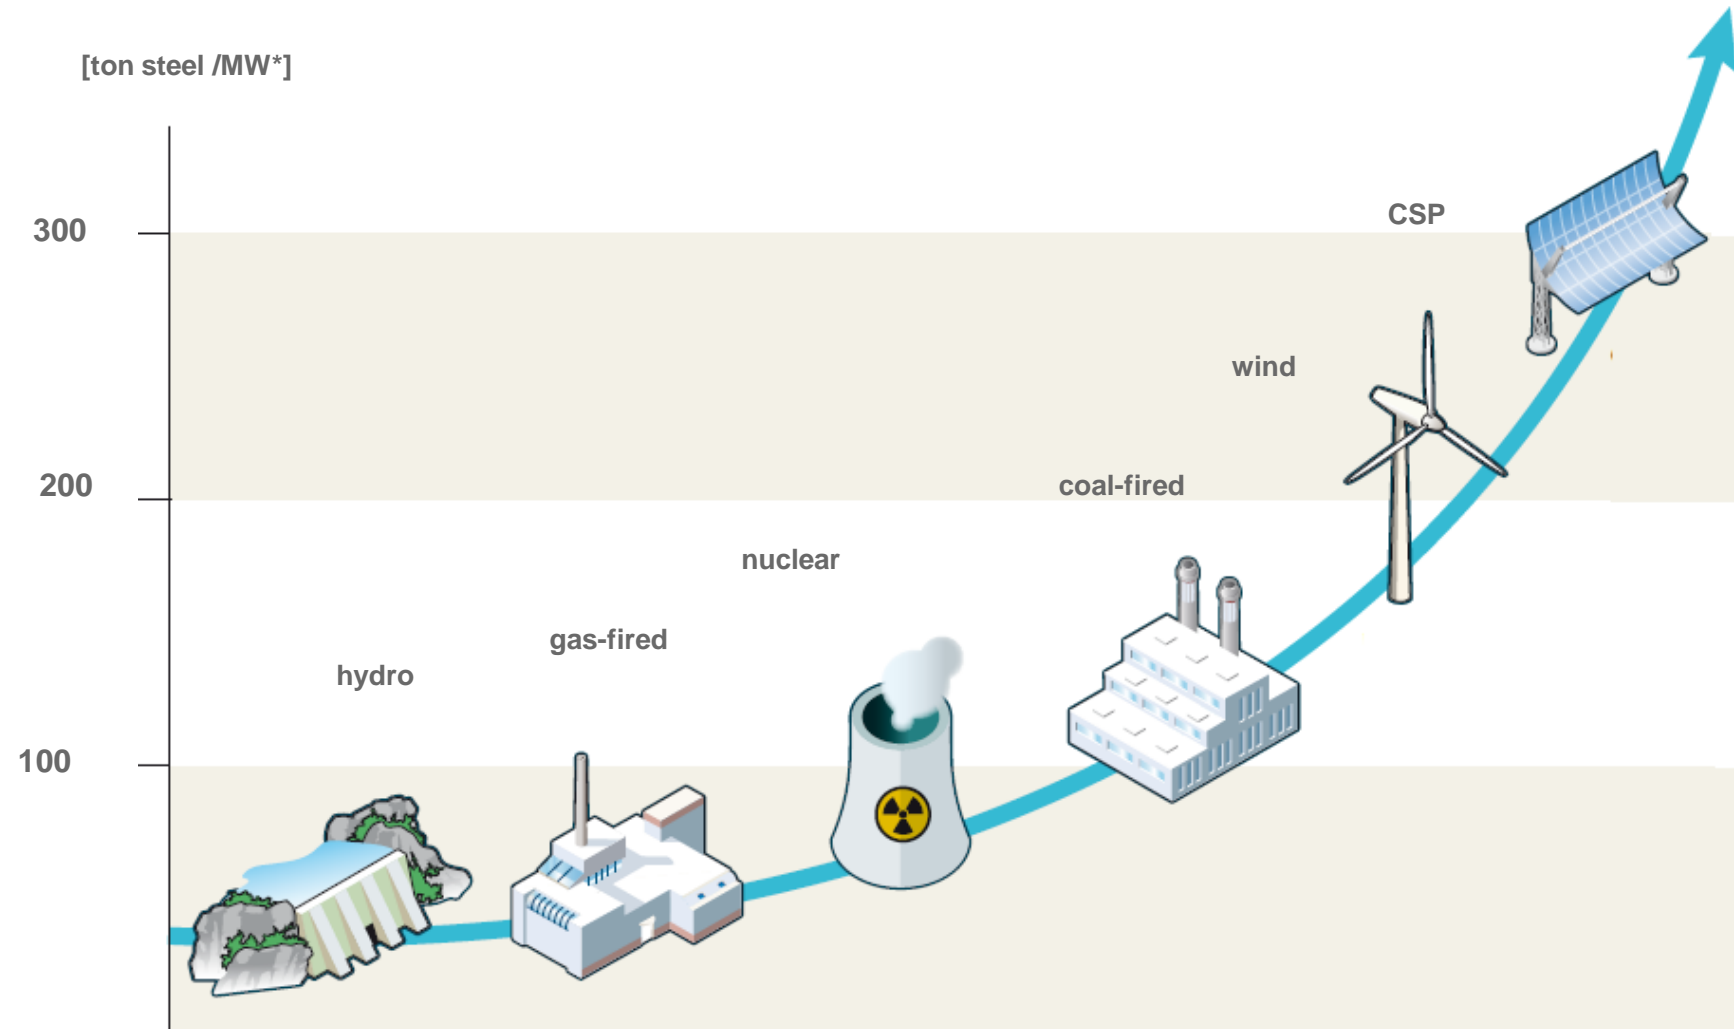 [ton steel /MW*]
CSP
300
wind
200
coal-fired
nuclear
gas-fired
hydro
100